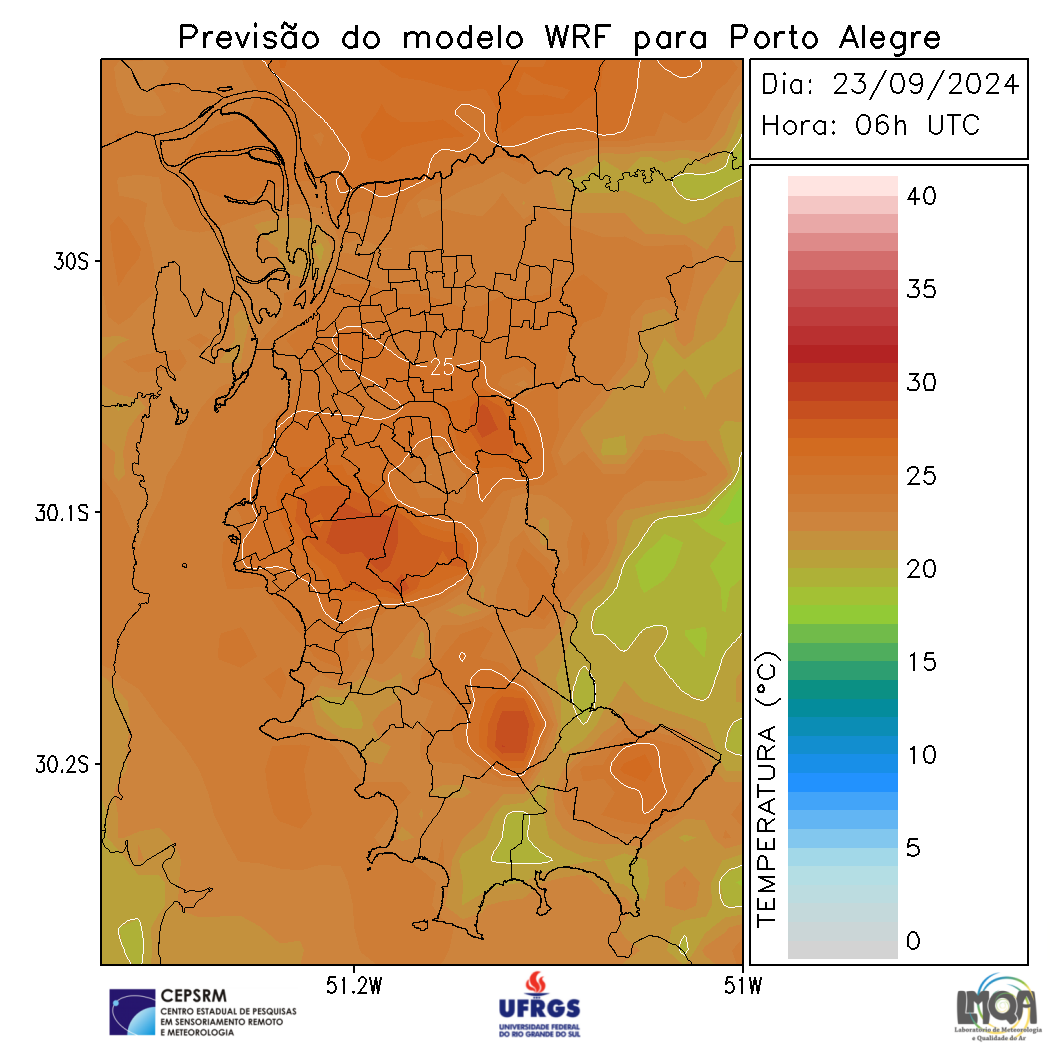 Previsão do modelo WRF para Porto Alegre
Dia: 23/09/2024
Hora: 06h UTC
40
35
30
25
20
15
10
5
0
TEMPERATURA (°C)
30S
30.1S
30.2S
25
51.2W
51W
CEPSRM
CENTRO ESTADUAL DE PESQUISAS
EM SENSORIAMENTO REMOTO
E METEOROLOGIA
UFRGS
UNIVERSIDADE FEDERAL
DO RIO GRANDE DO SUL
LMQA
Laboratório de Meteorologia
e Qualidade do Ar